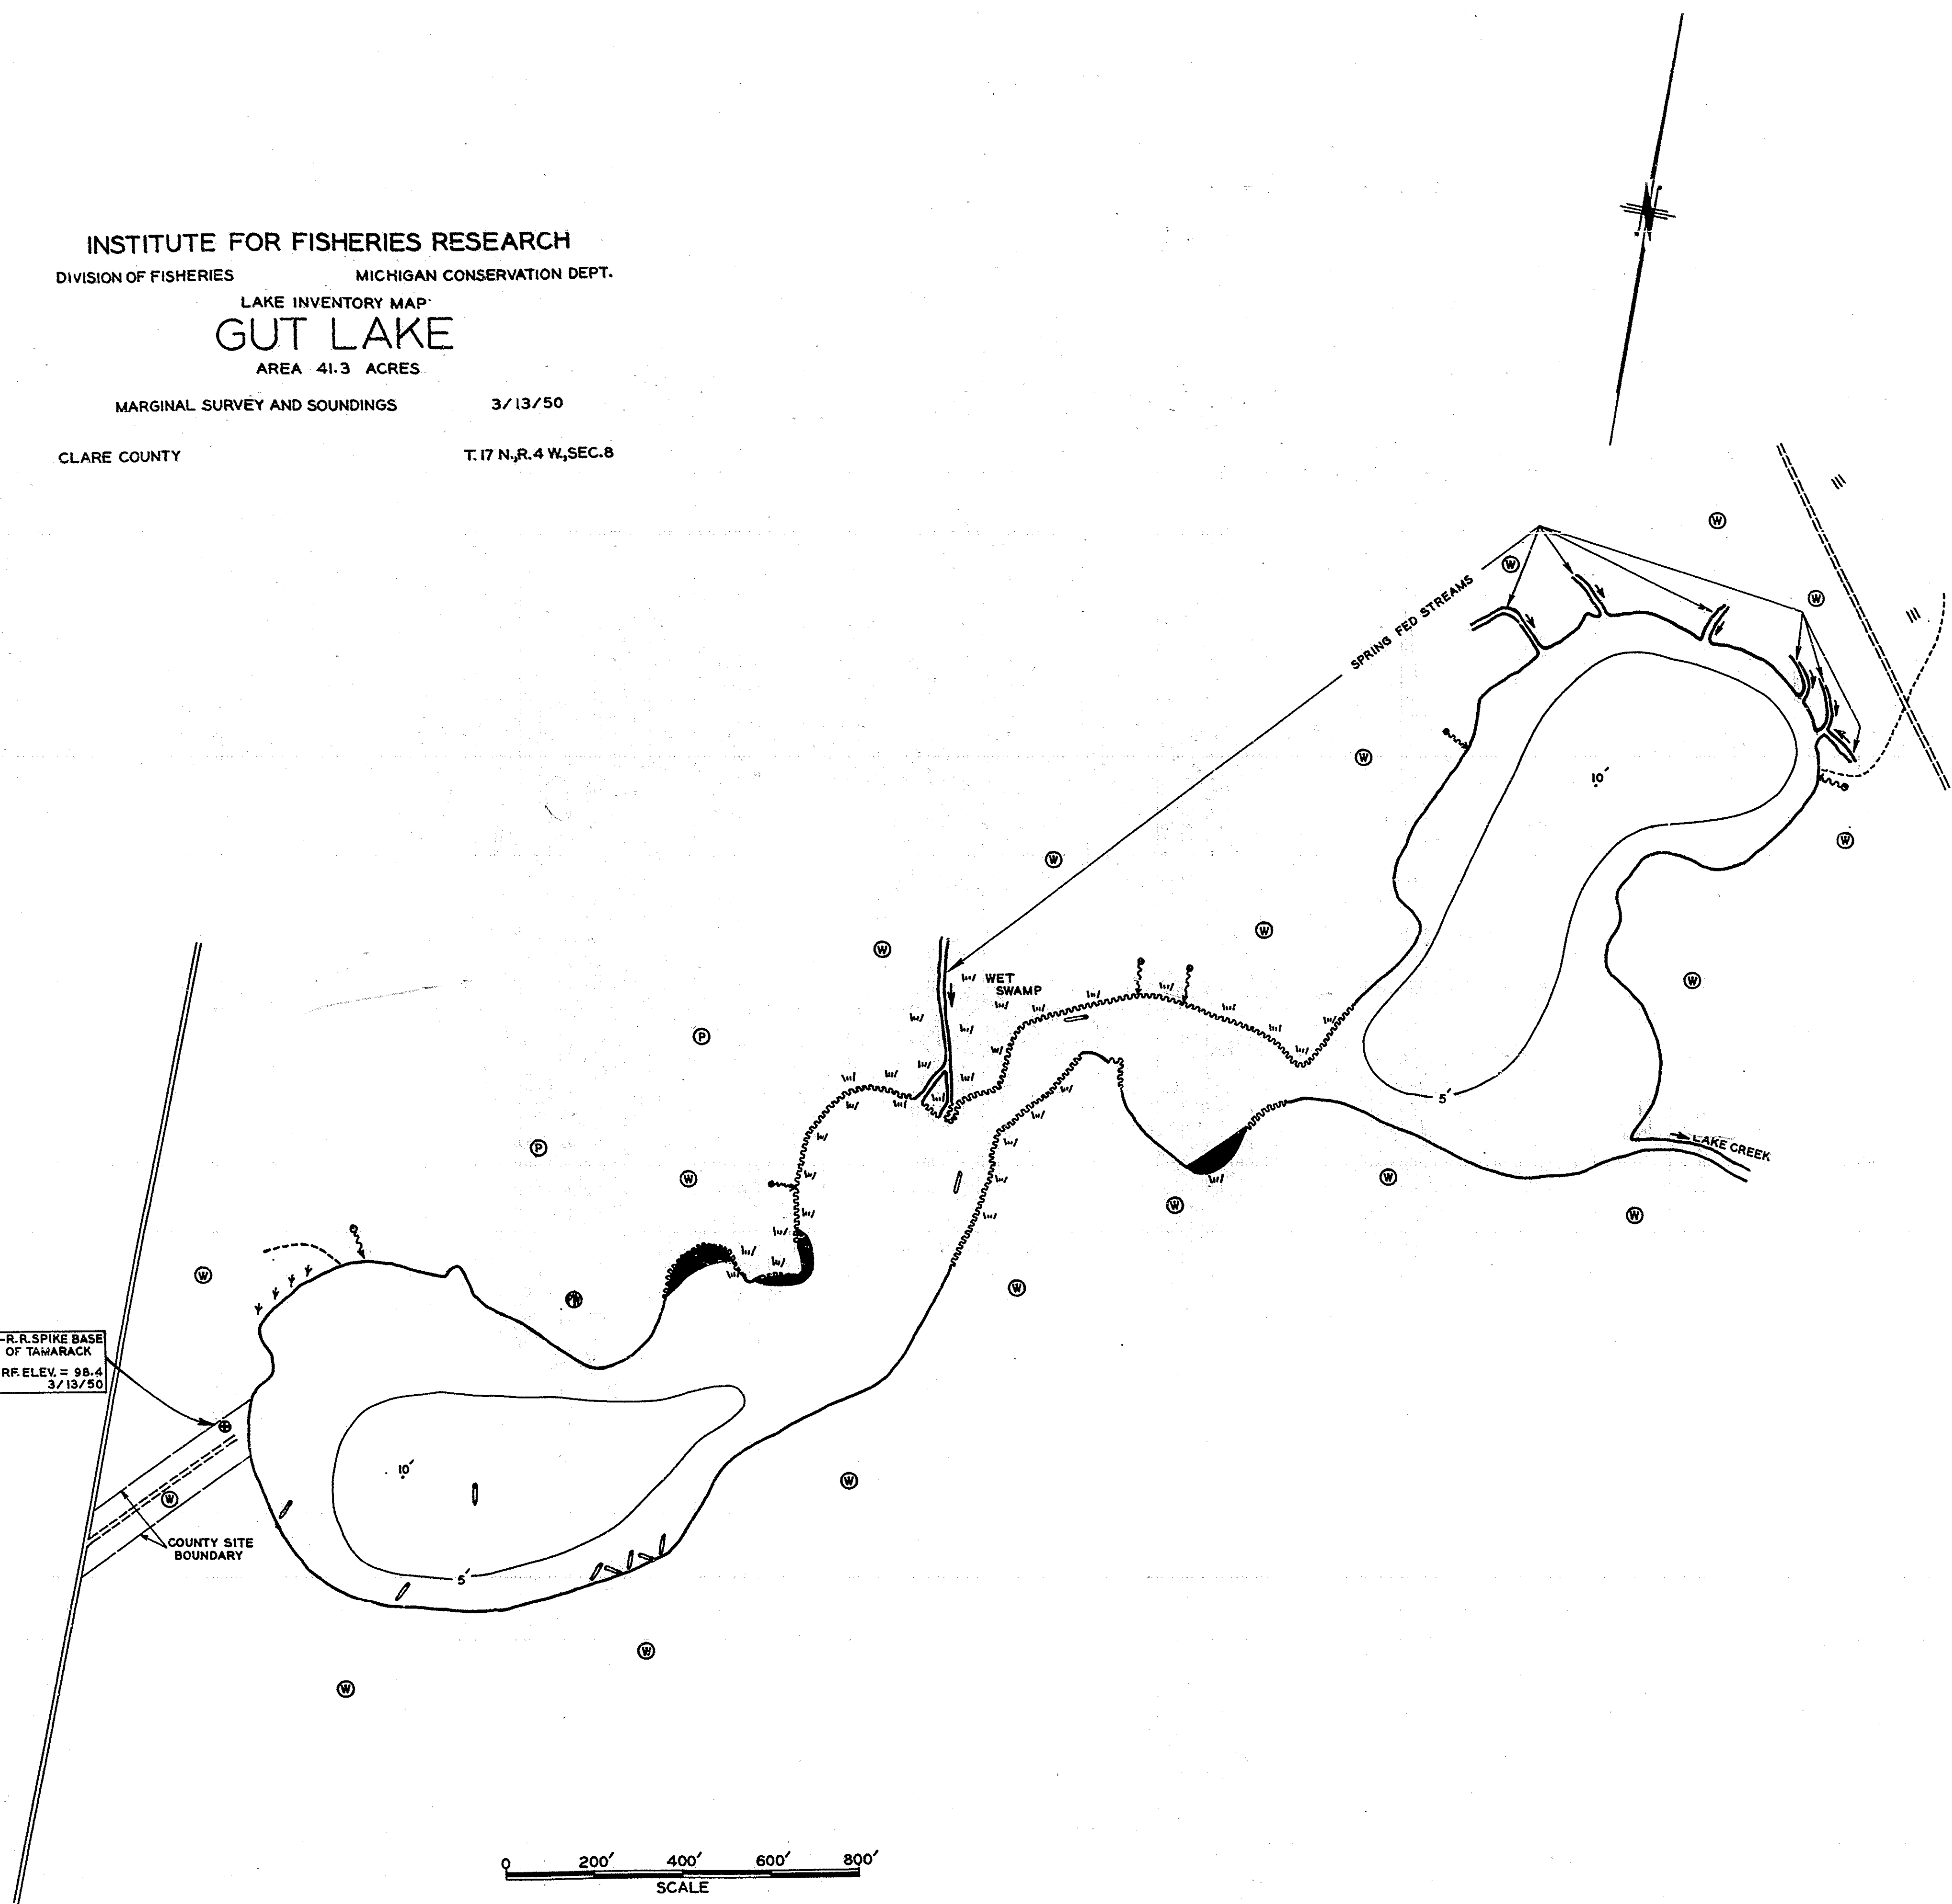 INSTITUTE FOR FISHERIES RESEARCH
DIVISION OF FISHERIES MICHIGAN CONSERVATION DEPT.
LAKE INVENTORY MAP
GUT LAKE
AREA 41.3 ACRES
MARGINAL SURVEY AND SOUNDINGS 3/13/50
CLARE COUNTY T. 17 N., R. 4 W., SEC. 8
W
W
W
SPRING FED STREAMS
W
10'
W
W
W
W
W
WET
SWAMP
P
5'
P
LAKE CREEK
W
W
W
W
W
W
R.R. SPIKE BASE
OF TAMARACK
RF. ELEV. = 98.4
3/13/50
10'
W
W
COUNTY SITE
BOUNDARY
5'
W
W
0 200' 400' 600' 800'
SCALE